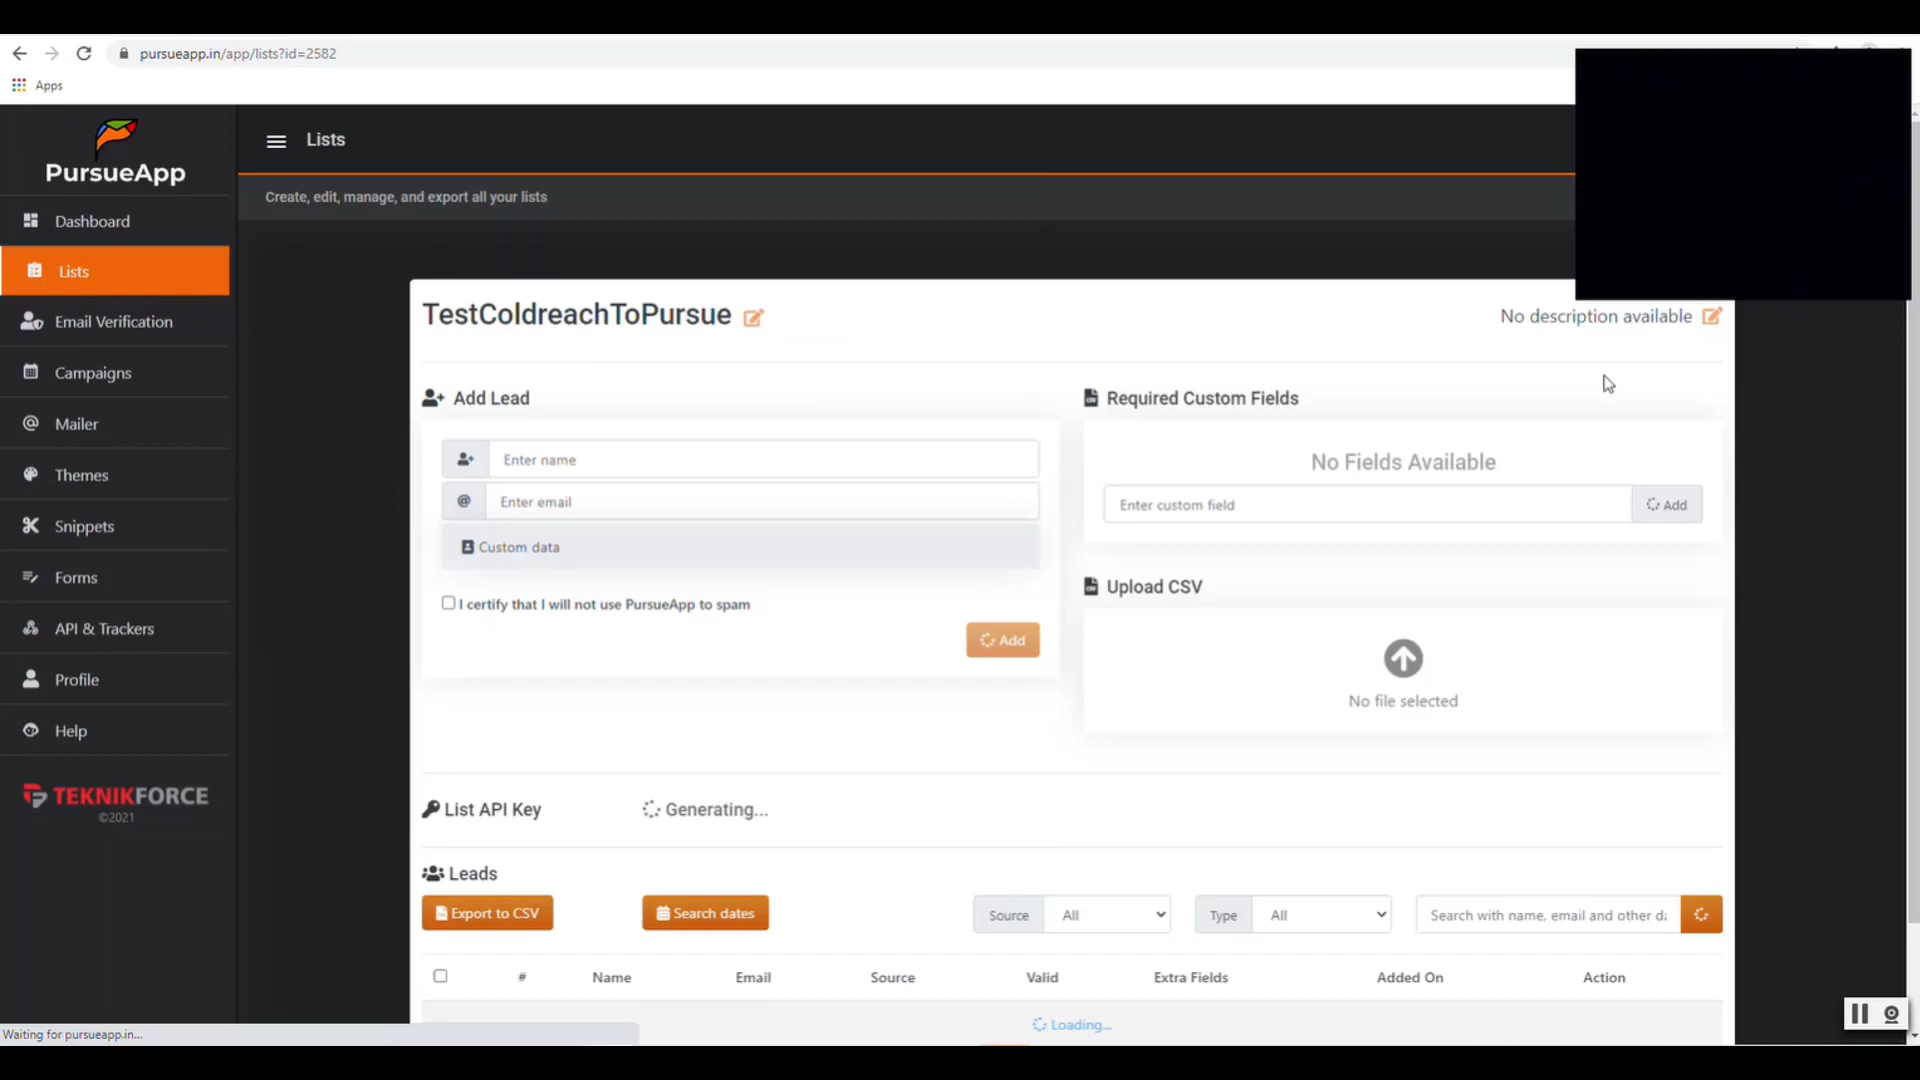 pursueapp.in/app/lists?id=2582
Apps
PursueApp
Dashboard
Lists
Email Verification
Campaigns
Mailer
Themes
Snippets
Forms
API & Trackers
Profile
Help
TEKNIKFORCE
©2021
Lists
Create, edit, manage, and export all your lists
TestColdreachToPursue
No description available
Add Lead
Enter name
@ Enter email
Custom data
I certify that I will not use PursueApp to spam
Add
Required Custom Fields
No Fields Available
Enter custom field Add
Upload CSV
No file selected
List API Key Generating...
Leads
Export to CSV Search dates Source All Type All Search with name, email and other da
# Name Email Source Valid Extra Fields Added On Action
Loading...
Waiting for pursueapp.in...